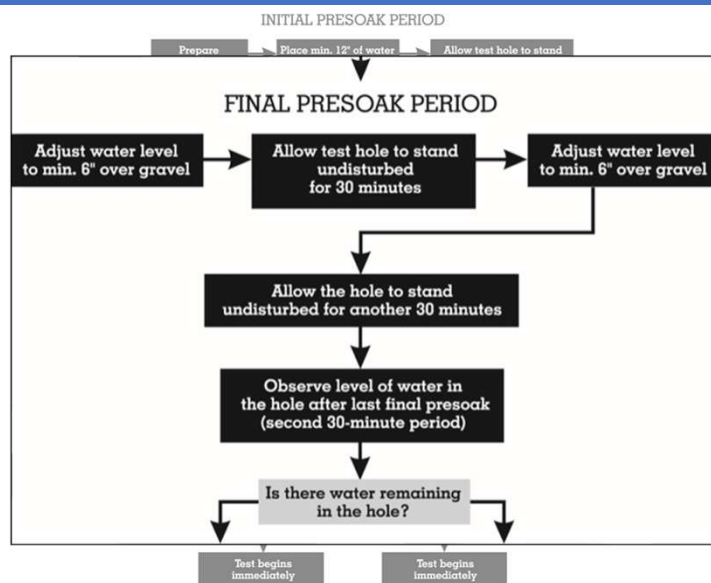 INITIAL PRESOAK PERIOD
Prepare
Place min. 12" of water
Allow test hole to stand
FINAL PRESOAK PERIOD
Adjust water level
to min. 6" over gravel
Allow test hole to stand
undisturbed
for 30 minutes
Adjust water level
to min. 6" over gravel
Allow the hole to stand
undisturbed for another 30 minutes
Observe level of water in
the hole after last final presoak
(second 30-minute period)
Is there water remaining
in the hole?
Test begins
immediately
Test begins
immediately